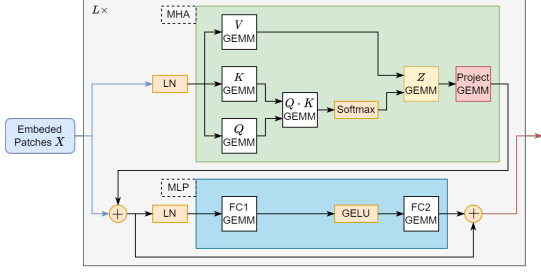 L×
MHA
V
GEMM
LN
K
GEMM
Q · K
GEMM
Softmax
Z
GEMM
Project
GEMM
Q
GEMM
Embeded
Patches X
MLP
+
LN
FC1
GEMM
GELU
FC2
GEMM
+